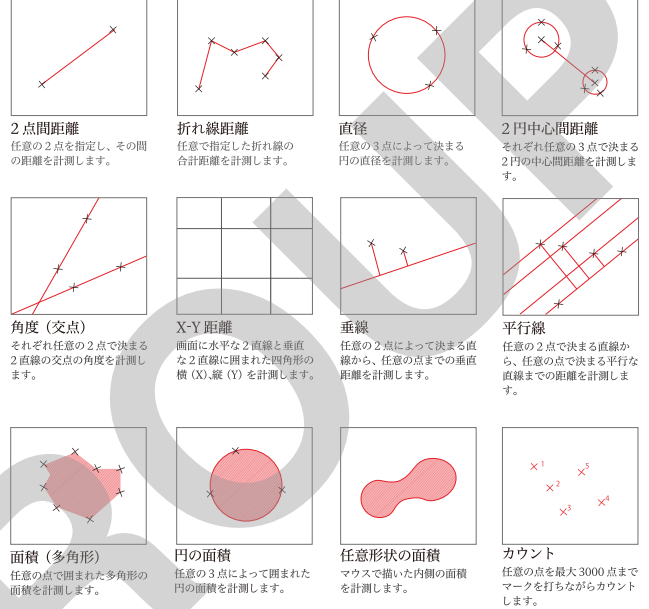 2点間距離
任意の2点を指定し、その間
の距離を計測します。
折れ線距離
任意で指定した折れ線の
合計距離を計測します。
直径
任意の3点によって決まる
円の直径を計測します。
2円中心間距離
それぞれ任意の3点で決まる
2円の中心間距離を計測しま
す。
角度（交点）
それぞれ任意の2点で決まる
2直線の交点の角度を計測し
ます。
X-Y距離
画面に水平な2直線と垂直
な2直線に囲まれた四角形の
横（X)､縦（Y）を計測します。
垂線
任意の2点によって決まる直
線から、任意の点までの垂直
距離を計測します。
平行線
任意の2点で決まる直線か
ら、任意の点で決まる平行な
直線までの距離を計測しま
す。
面積（多角形）
任意の点で囲まれた多角形の
面積を計測します。
円の面積
任意の3点によって囲まれた
円の面積を計測します。
任意形状の面積
マウスで描いた内側の面積
を計測します。
1
5
2
4
3
カウント
任意の点を最大3000点まで
マークを打ちながらカウント
します。
ROUP